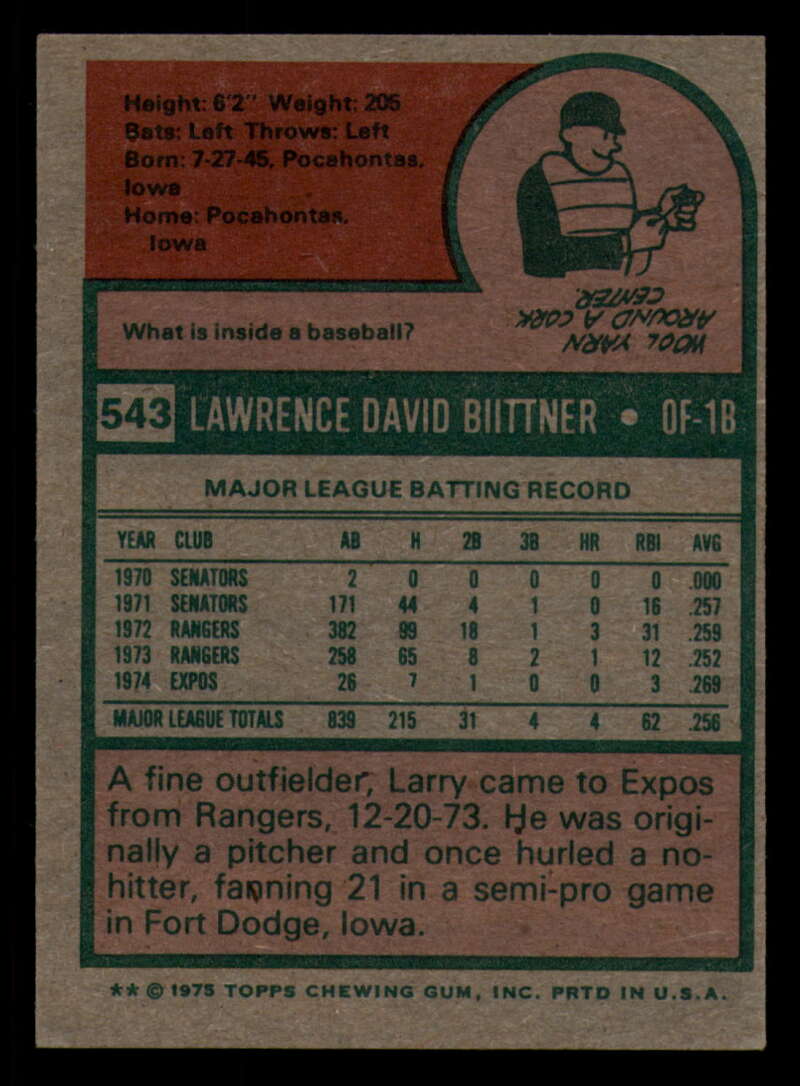 Height: 6'2" Weight: 205
Bats: Left Throws: Left
Born: 7-27-45, Pocahontas,
Iowa
Home: Pocahontas,
Iowa
What is inside a baseball?
WOOL YARN
AROUND A CORK
CENTER.
543 LAWRENCE DAVID BIITTNER • OF-1B
MAJOR LEAGUE BATTING RECORD
YEAR CLUB AB H 2B 3B HR RBI AVG
1970 SENATORS 2 0 0 0 0 0 .000
1971 SENATORS 171 44 4 1 0 16 .257
1972 RANGERS 382 99 18 1 3 31 .259
1973 RANGERS 258 65 8 2 1 12 .252
1974 EXPOS 26 7 1 0 0 3 .269
MAJOR LEAGUE TOTALS 839 215 31 4 4 62 .256
A fine outfielder, Larry came to Expos
from Rangers, 12-20-73. He was origi-
nally a pitcher and once hurled a no-
hitter, fanning 21 in a semi-pro game
in Fort Dodge, Iowa.
** © 1975 TOPPS CHEWING GUM, INC. PRTD IN U.S.A.